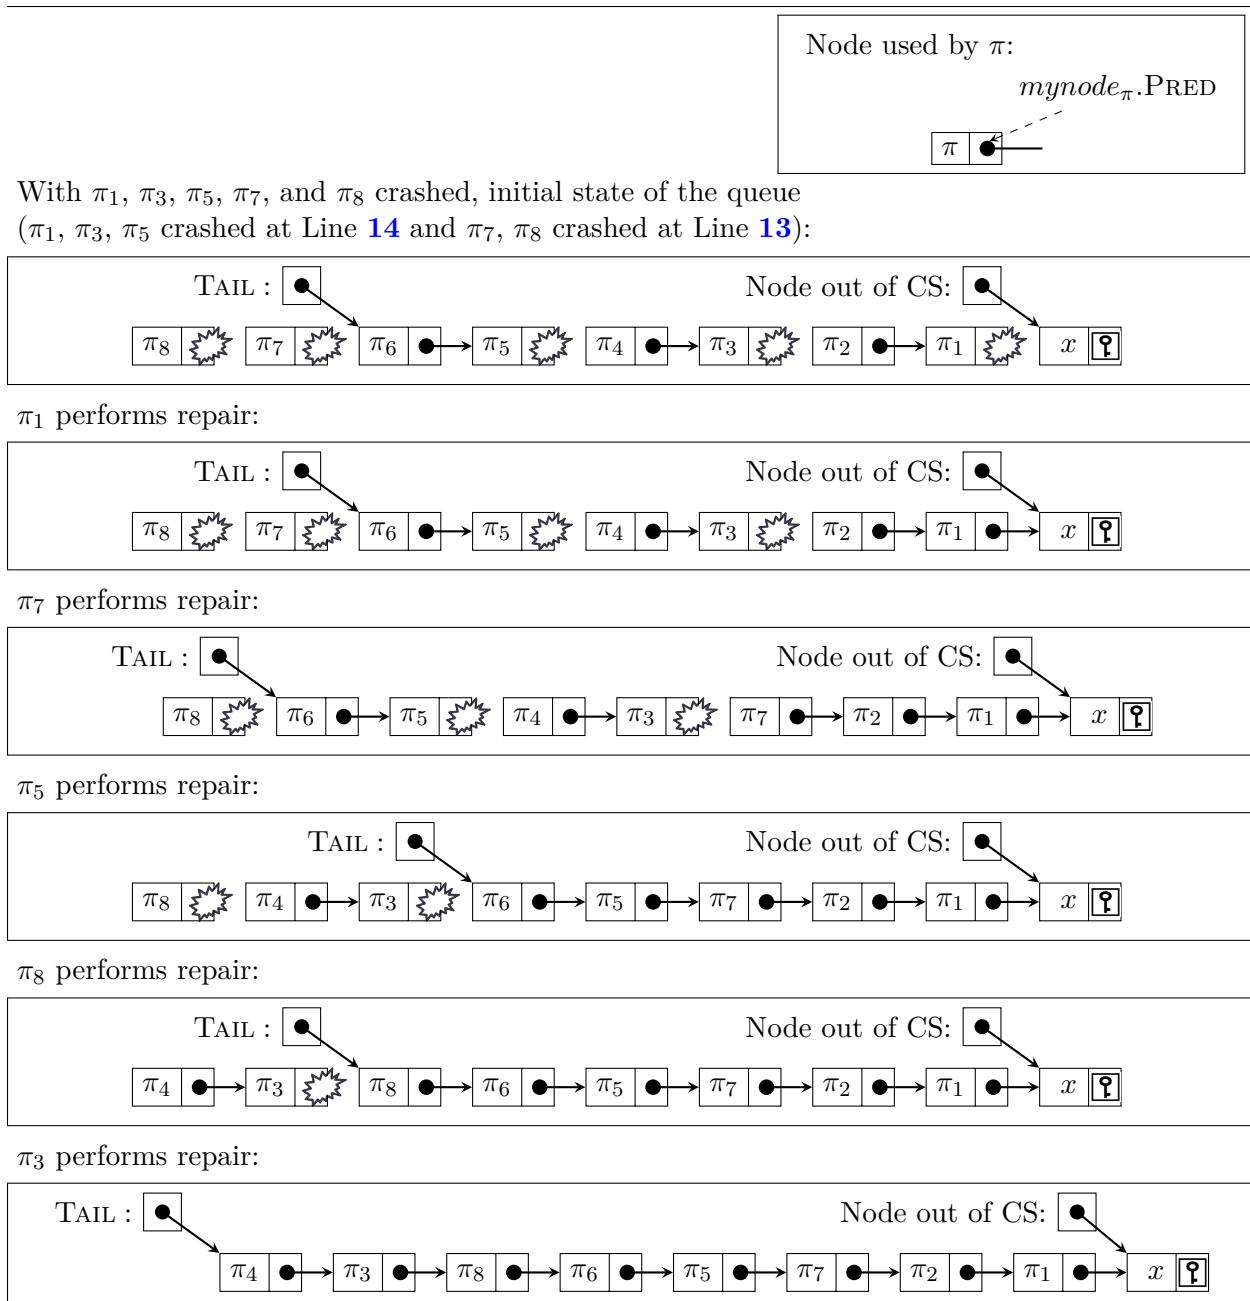 Node used by π:
mynodeπ.PRED
π
With π1, π3, π5, π7, and π8 crashed, initial state of the queue
(π1, π3, π5 crashed at Line 14 and π7, π8 crashed at Line 13):
TAIL : Node out of CS:
π8 π7 π6 π5 π4 π3 π2 π1 x
π1 performs repair:
TAIL : Node out of CS:
π8 π7 π6 π5 π4 π3 π2 π1 x
π7 performs repair:
TAIL : Node out of CS:
π8 π6 π5 π4 π3 π7 π2 π1 x
π5 performs repair:
TAIL : Node out of CS:
π8 π4 π3 π6 π5 π7 π2 π1 x
π8 performs repair:
TAIL : Node out of CS:
π4 π3 π8 π6 π5 π7 π2 π1 x
π3 performs repair:
TAIL : Node out of CS:
π4 π3 π8 π6 π5 π7 π2 π1 x